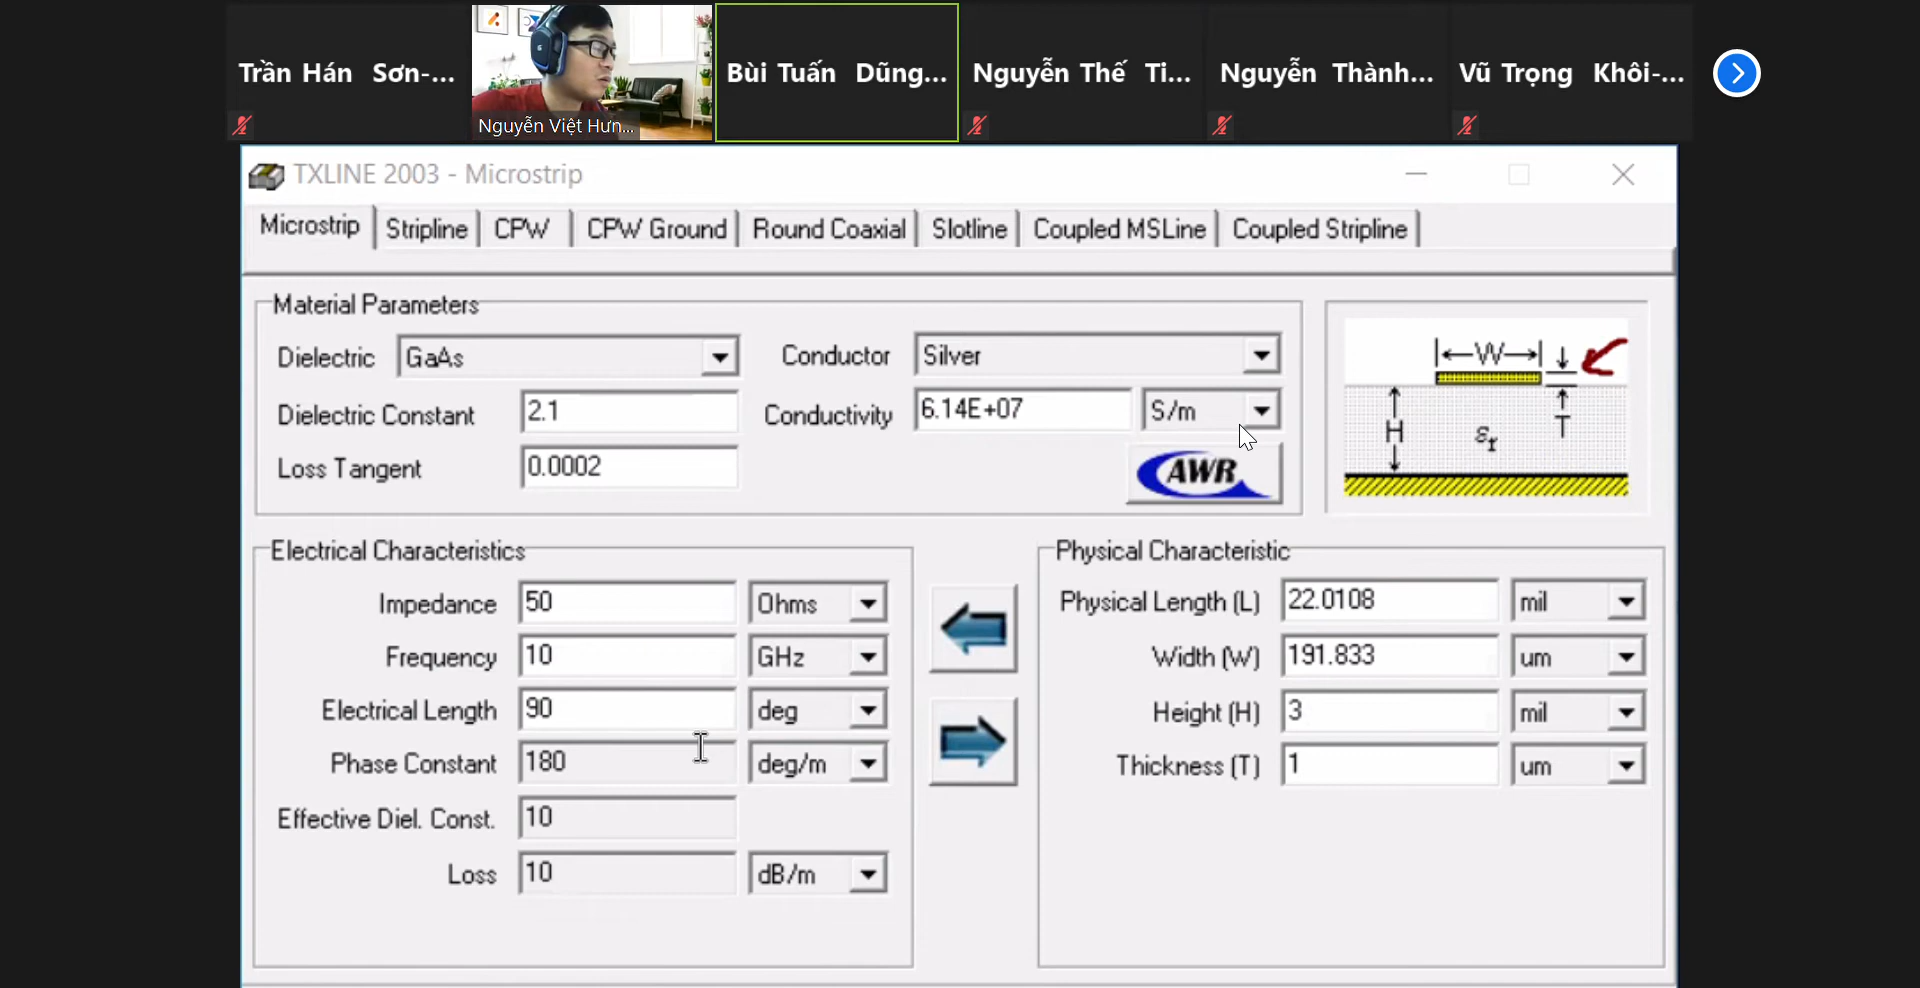 Trần Hán Sơn-...
Nguyễn Việt Hưn...
Bùi Tuấn Dũng...
Nguyễn Thế Ti...
Nguyễn Thành...
Vũ Trọng Khôi-...
TXLINE 2003 - Microstrip
Microstrip Stripline CPW CPW Ground Round Coaxial Slotline Coupled MSLine Coupled Stripline
Material Parameters
Dielectric GaAs Conductor Silver
Dielectric Constant 2.1 Conductivity 6.14E+07 S/m
Loss Tangent 0.0002
AWR
W
H εr T
Electrical Characteristics
Impedance 50 Ohms
Frequency 10 GHz
Electrical Length 90 deg
Phase Constant 180 deg/m
Effective Diel. Const. 10
Loss 10 dB/m
Physical Characteristic
Physical Length (L) 22.0108 mil
Width (W) 191.833 um
Height (H) 3 mil
Thickness (T) 1 um